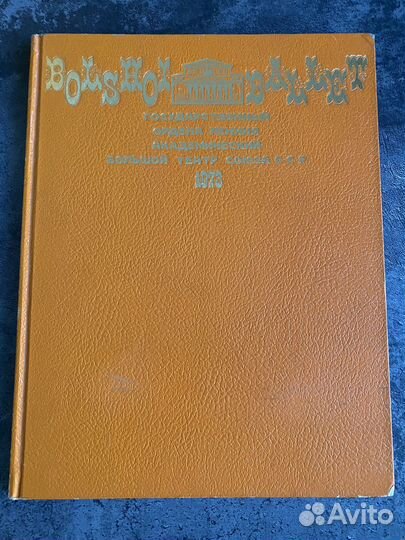 BOLSHOI BALLET
ГОСУДАРСТВЕННЫЙ
ОРДЕНА ЛЕНИНА
АКАДЕМИЧЕСКИЙ
БОЛЬШОЙ ТЕАТР СОЮЗА С С Р
1973
Avito